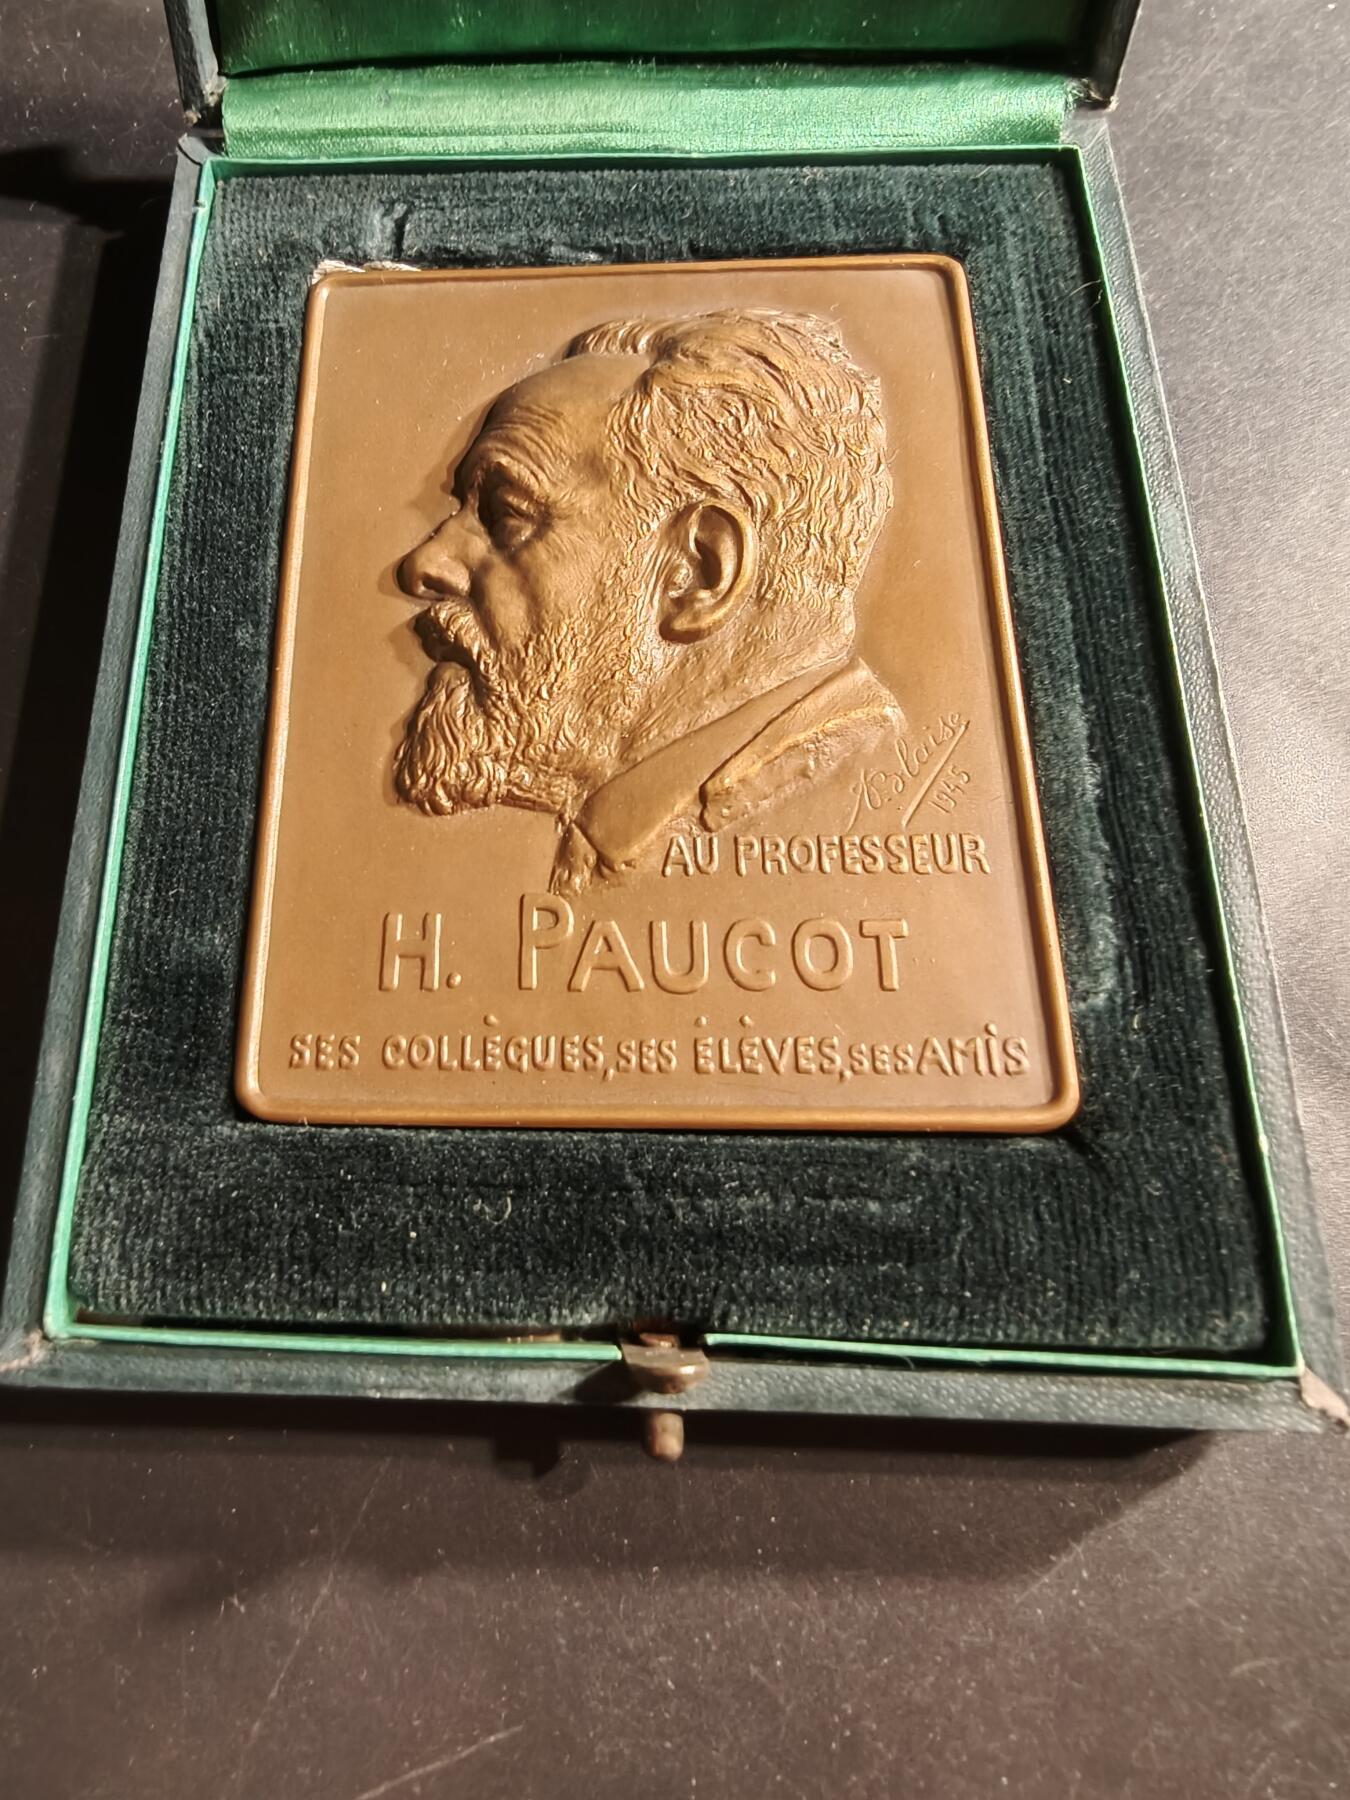 A. Blaise
1945
AU PROFESSEUR
H. PAUCOT
SES COLLÈGUES, SES ÉLÈVES, SES AMIS